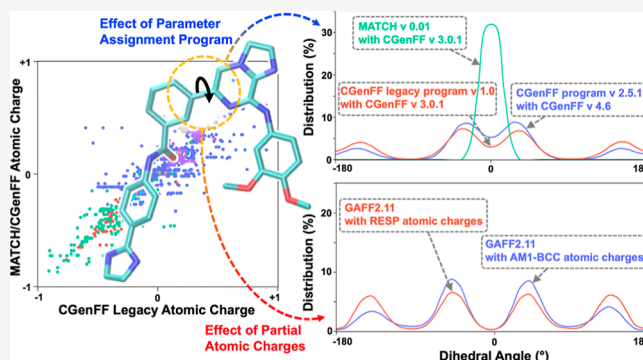 Effect of Parameter
Assignment Program
+1
0
-1
MATCH/CGenFF Atomic Charge
-1
0
+1
CGenFF Legacy Atomic Charge
Effect of Partial
Atomic Charges
Distribution (%)
30
20
10
0
MATCH v 0.01
with CGenFF v 3.0.1
CGenFF legacy program v 1.0
with CGenFF v 3.0.1
CGenFF program v 2.5.1
with CGenFF v 4.6
-180
0
Distribution (%)
20
10
0
GAFF2.11
with RESP atomic charges
GAFF2.11
with AM1-BCC atomic charges
-180
0
Dihedral Angle (°)